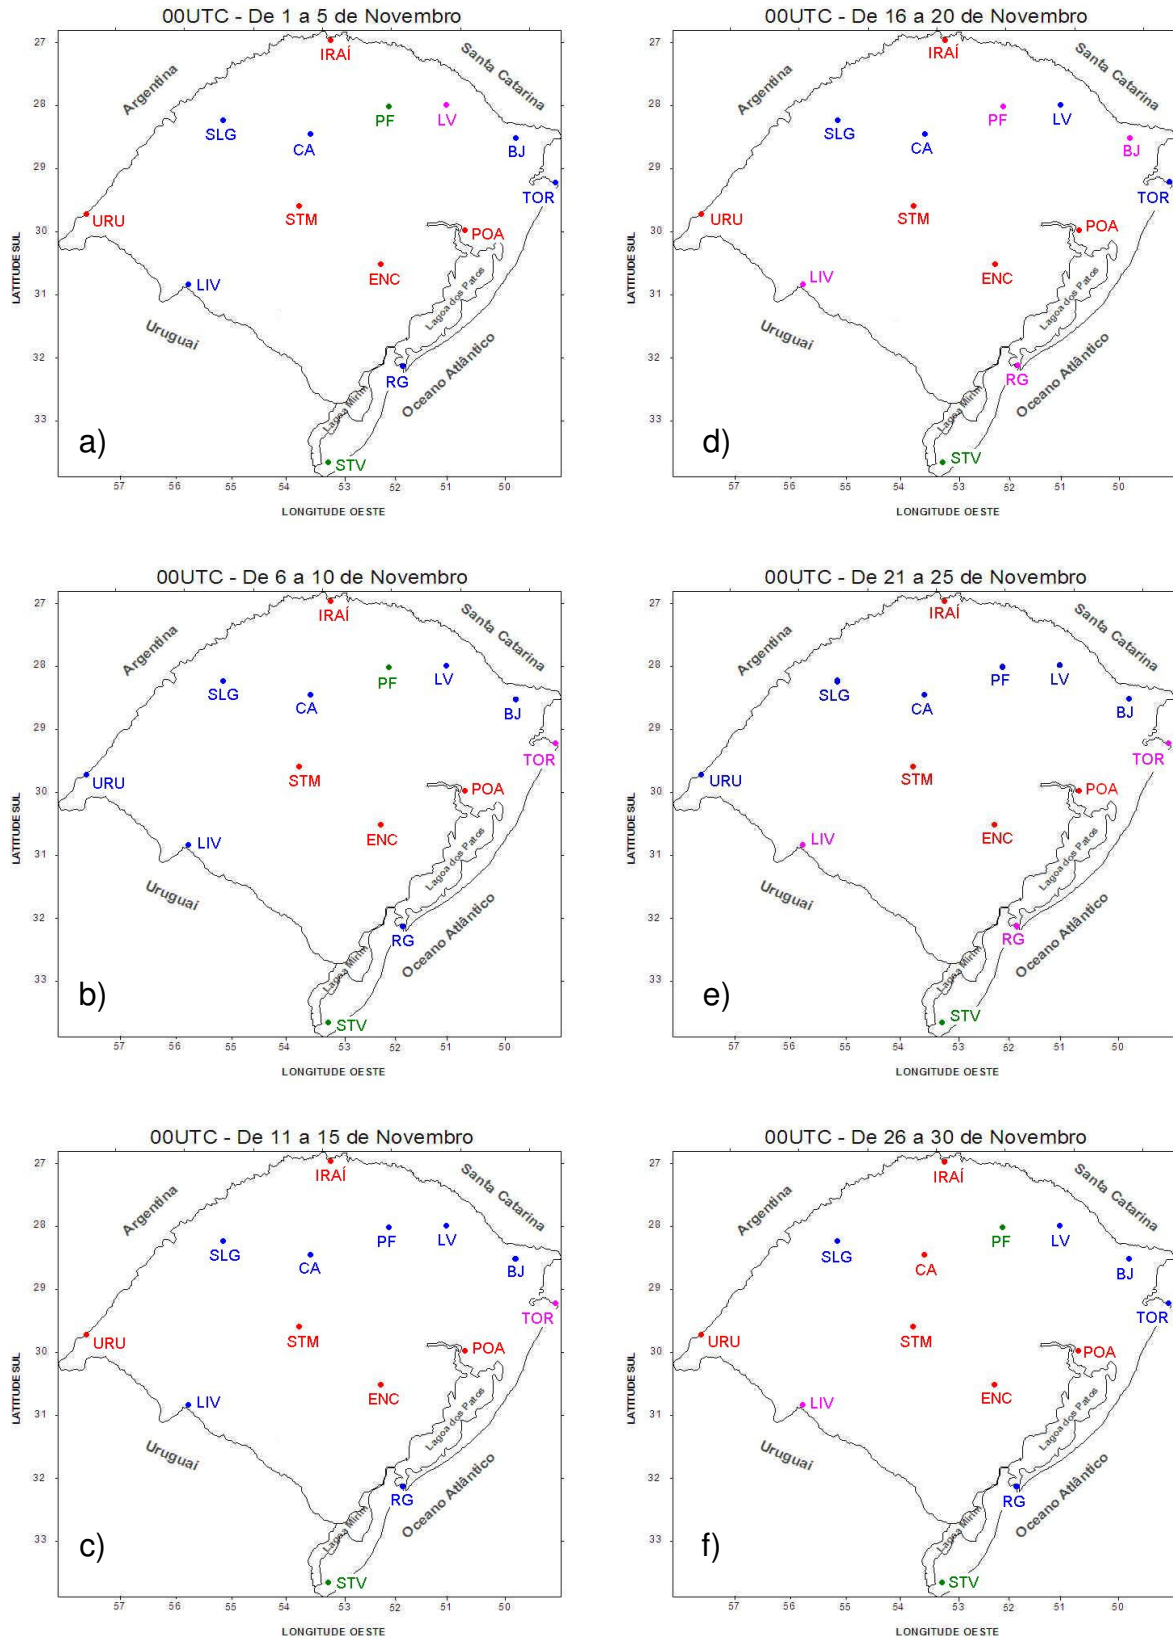 00UTC - De 1 a 5 de Novembro
27
28
29
30
31
32
33
LATITUDE SUL
Argentina
Santa Catarina
IRAÍ
SLG
CA
PF
LV
BJ
TOR
URU
STM
POA
ENC
LIV
Lagoa dos Patos
Uruguai
RG
Oceano Atlântico
Lagoa Mirim
STV
a)
57
56
55
54
53
52
51
50
LONGITUDE OESTE
00UTC - De 16 a 20 de Novembro
27
28
29
30
31
32
33
LATITUDE SUL
Argentina
Santa Catarina
IRAÍ
SLG
CA
PF
LV
BJ
TOR
URU
STM
POA
ENC
LIV
Lagoa dos Patos
Uruguai
RG
Oceano Atlântico
Lagoa Mirim
STV
d)
57
56
55
54
53
52
51
50
LONGITUDE OESTE
00UTC - De 6 a 10 de Novembro
27
28
29
30
31
32
33
LATITUDE SUL
Argentina
Santa Catarina
IRAÍ
SLG
CA
PF
LV
BJ
TOR
URU
STM
POA
ENC
LIV
Lagoa dos Patos
Uruguai
RG
Oceano Atlântico
Lagoa Mirim
STV
b)
57
56
55
54
53
52
51
50
LONGITUDE OESTE
00UTC - De 21 a 25 de Novembro
27
28
29
30
31
32
33
LATITUDE SUL
Argentina
Santa Catarina
IRAÍ
SLG
CA
PF
LV
BJ
TOR
URU
STM
POA
ENC
LIV
Lagoa dos Patos
Uruguai
RG
Oceano Atlântico
Lagoa Mirim
STV
e)
57
56
55
54
53
52
51
50
LONGITUDE OESTE
00UTC - De 11 a 15 de Novembro
27
28
29
30
31
32
33
LATITUDE SUL
Argentina
Santa Catarina
IRAÍ
SLG
CA
PF
LV
BJ
TOR
URU
STM
POA
ENC
LIV
Lagoa dos Patos
Uruguai
RG
Oceano Atlântico
Lagoa Mirim
STV
c)
57
56
55
54
53
52
51
50
LONGITUDE OESTE
00UTC - De 26 a 30 de Novembro
27
28
29
30
31
32
33
LATITUDE SUL
Argentina
Santa Catarina
IRAÍ
SLG
CA
PF
LV
BJ
TOR
URU
STM
POA
ENC
LIV
Lagoa dos Patos
Uruguai
RG
Oceano Atlântico
Lagoa Mirim
STV
f)
57
56
55
54
53
52
51
50
LONGITUDE OESTE